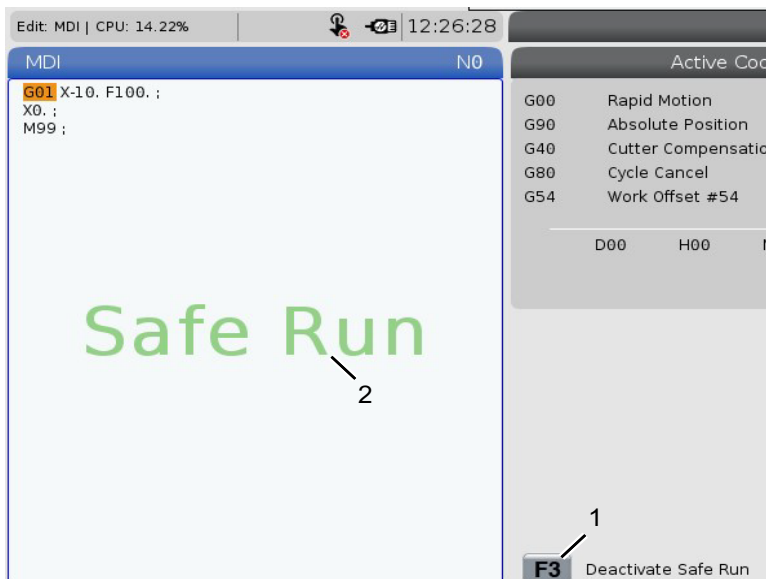 Edit: MDI | CPU: 14.22%
12:26:28
MDI N0
G01 X-10. F100. ;
X0. ;
M99 ;
Safe Run
2
Active Cod
G00 Rapid Motion
G90 Absolute Position
G40 Cutter Compensatio
G80 Cycle Cancel
G54 Work Offset #54
D00 H00
1
F3 Deactivate Safe Run